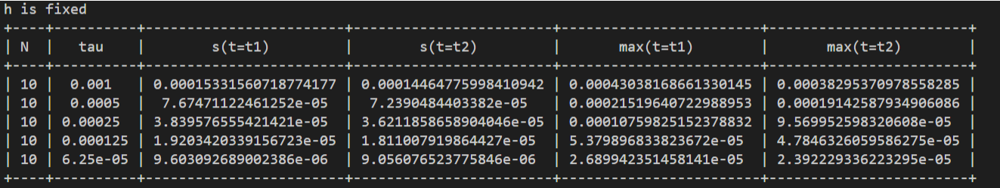 h is fixed
+----+----------+------------------------+------------------------+------------------------+------------------------+
| N  |   tau    |        s(t=t1)         |        s(t=t2)         |       max(t=t1)        |       max(t=t2)        |
+----+----------+------------------------+------------------------+------------------------+------------------------+
| 10 |  0.001   | 0.00015331560718774177 | 0.00014464775998410942 | 0.00043038168661330145 | 0.00038295370978558285 |
| 10 |  0.0005  |  7.67471122461252e-05  |  7.2390484403382e-05   | 0.00021519640722988953 | 0.00019142587934906086 |
| 10 | 0.00025  | 3.839576555421421e-05  | 3.6211858658904046e-05 | 0.00010759825152378832 | 9.569952598320608e-05  |
| 10 | 0.000125 | 1.9203420339156723e-05 | 1.811007919864427e-05  | 5.379896833823672e-05  | 4.7846326059586275e-05 |
| 10 | 6.25e-05 | 9.603092689002386e-06  | 9.056076523775846e-06  | 2.689942351458141e-05  | 2.392229336223295e-05  |
+----+----------+------------------------+------------------------+------------------------+------------------------+